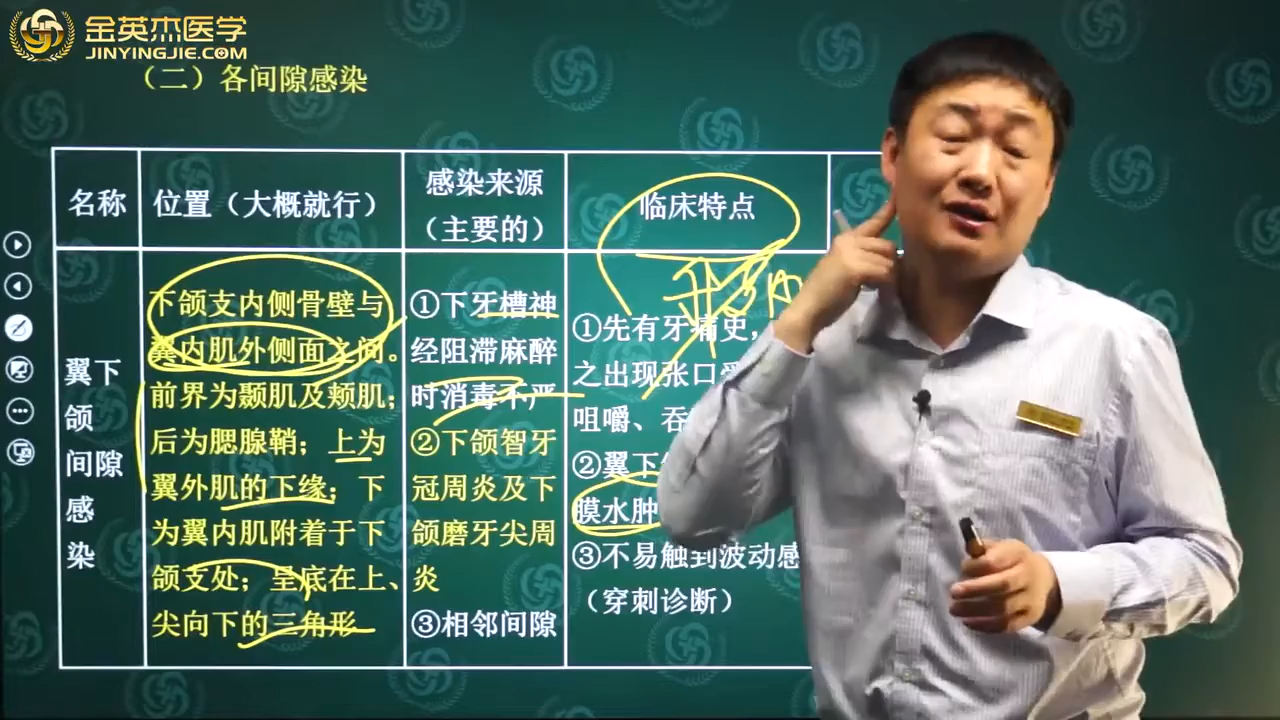 金英杰医学
JINYINGJIE.COM
（二）各间隙感染
名称
位置（大概就行）
感染来源
（主要的）
临床特点
翼下
颌
间隙
感
染
下颌支内侧骨壁与
翼内肌外侧面之间。
前界为颞肌及颊肌；
后为腮腺鞘；上为
翼外肌的下缘；下
为翼内肌附着于下
颌支处；呈底在上、
尖向下的三角形
①下牙槽神
经阻滞麻醉
时消毒不严
②下颌智牙
冠周炎及下
颌磨牙尖周
炎
③相邻间隙
①先有牙痛史，
之出现张口受
咀嚼、吞
②翼下
膜水肿
③不易触到波动感
（穿刺诊断）